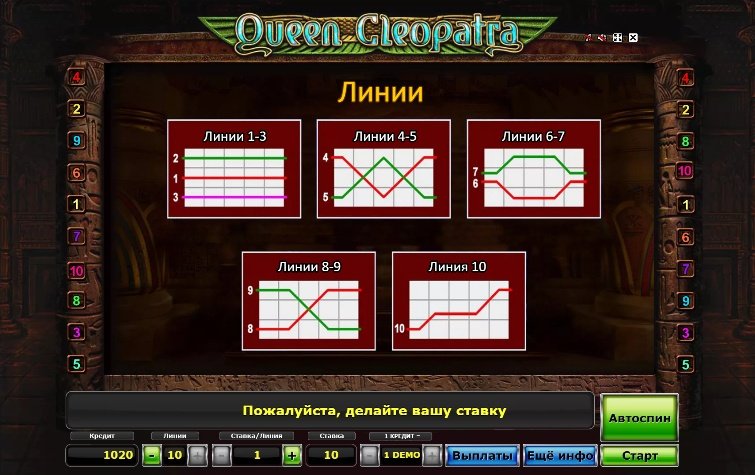 Queen Cleopatra
Линии
Линии 1-3
2
1
3
Линии 4-5
4
5
Линии 6-7
7
6
Линии 8-9
9
8
Линия 10
10
4
2
9
6
1
7
10
8
3
5
4
2
8
10
1
6
7
9
3
5
Пожалуйста, делайте вашу ставку
Автоспин
Кредит Линии Ставка/Линия Ставка 1 КРЕДИТ =
1020 - 10 + - 1 + 10 - 1 DEMO + Выплаты Ещё инфо Старт